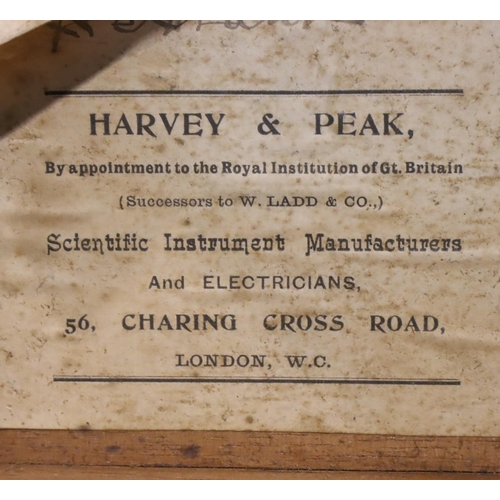 HARVEY & PEAK,
By appointment to the Royal Institution of Gt. Britain
(Successors to W. LADD & CO.,)
Scientific Instrument Manufacturers
And ELECTRICIANS,
56, CHARING CROSS ROAD,
LONDON, W.C.